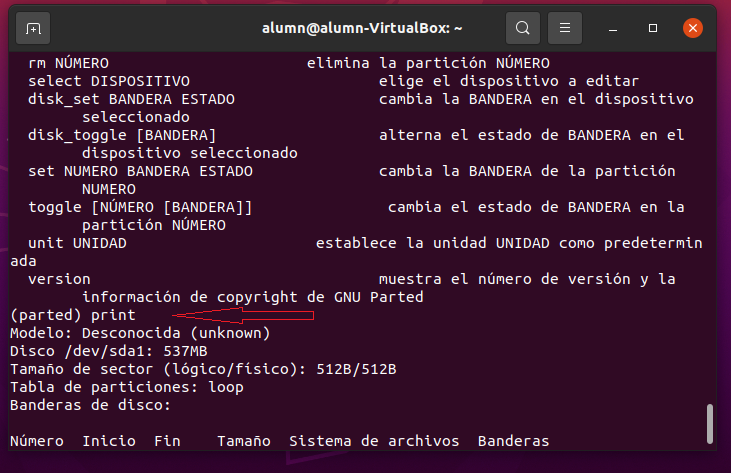 alumn@alumn-VirtualBox: ~
rm NÚMERO elimina la partición NÚMERO
select DISPOSITIVO elige el dispositivo a editar
disk_set BANDERA ESTADO cambia la BANDERA en el dispositivo
seleccionado
disk_toggle [BANDERA] alterna el estado de BANDERA en el
dispositivo seleccionado
set NUMERO BANDERA ESTADO cambia la BANDERA de la partición
NUMERO
toggle [NÚMERO [BANDERA]] cambia el estado de BANDERA en la
partición NÚMERO
unit UNIDAD establece la unidad UNIDAD como predetermin
ada
version muestra el número de versión y la
información de copyright de GNU Parted
(parted) print
Modelo: Desconocida (unknown)
Disco /dev/sda1: 537MB
Tamaño de sector (lógico/físico): 512B/512B
Tabla de particiones: loop
Banderas de disco:
Número Inicio Fin Tamaño Sistema de archivos Banderas